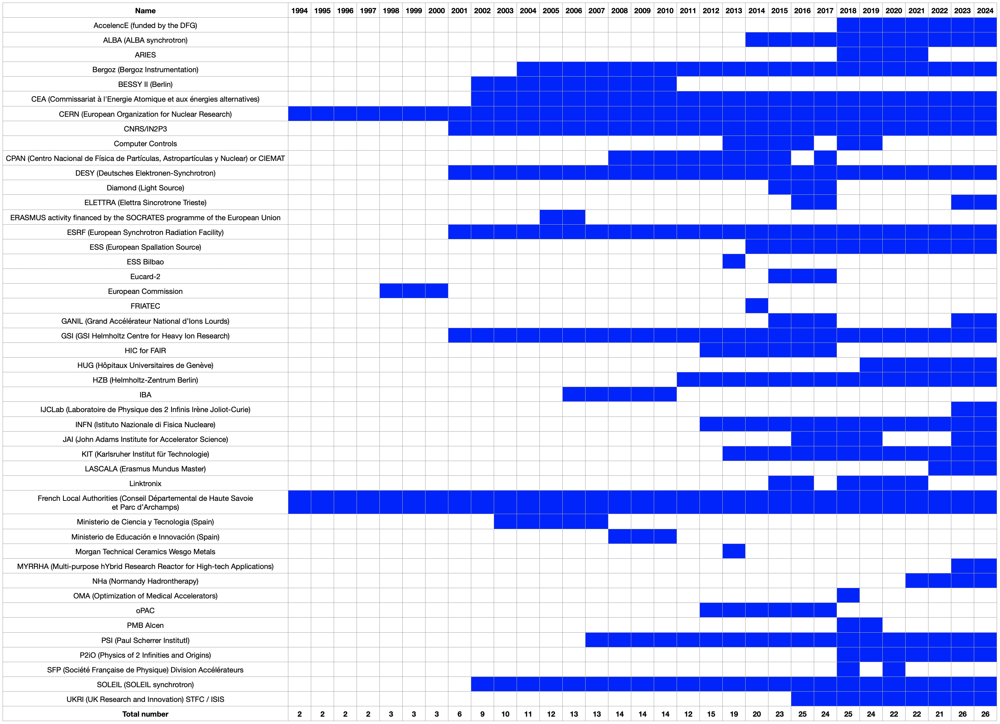 Name 1994 1995 1996 1997 1998 1999 2000 2001 2002 2003 2004 2005 2006 2007 2008 2009 2010 2011 2012 2013 2014 2015 2016 2017 2018 2019 2020 2021 2022 2023 2024
AccelencE (funded by the DFG)
ALBA (ALBA synchrotron)
ARIES
Bergoz (Bergoz Instrumentation)
BESSY II (Berlin)
CEA (Commissariat à l'Energie Atomique et aux énergies alternatives)
CERN (European Organization for Nuclear Research)
CNRS/IN2P3
Computer Controls
CPAN (Centro Nacional de Física de Partículas, Astropartículas y Nuclear) or CIEMAT
DESY (Deutsches Elektronen-Synchrotron)
Diamond (Light Source)
ELETTRA (Elettra Sincrotrone Trieste)
ERASMUS activity financed by the SOCRATES programme of the European Union
ESRF (European Synchrotron Radiation Facility)
ESS (European Spallation Source)
ESS Bilbao
Eucard-2
European Commission
FRIATEC
GANIL (Grand Accélérateur National d’Ions Lourds)
GSI (GSI Helmholtz Centre for Heavy Ion Research)
HIC for FAIR
HUG (Hôpitaux Universitaires de Genève)
HZB (Helmholtz-Zentrum Berlin)
IBA
IJCLab (Laboratoire de Physique des 2 Infinis Irène Joliot-Curie)
INFN (Istituto Nazionale di Fisica Nucleare)
JAI (John Adams Institute for Accelerator Science)
KIT (Karlsruher Institut für Technologie)
LASCALA (Erasmus Mundus Master)
Linktronix
French Local Authorities (Conseil Départemental de Haute Savoie
et Parc d’Archamps)
Ministerio de Ciencia y Tecnologia (Spain)
Ministerio de Educación e Innovación (Spain)
Morgan Technical Ceramics Wesgo Metals
MYRRHA (Multi-purpose hYbrid Research Reactor for High-tech Applications)
NHa (Normandy Hadrontherapy)
OMA (Optimization of Medical Accelerators)
oPAC
PMB Alcen
PSI (Paul Scherrer Institutl)
P2iO (Physics of 2 Infinities and Origins)
SFP (Société Française de Physique) Division Accélérateurs
SOLEIL (SOLEIL synchrotron)
UKRI (UK Research and Innovation) STFC / ISIS
Total number 2 2 2 2 3 3 3 6 9 10 11 12 13 13 14 14 14 12 15 19 20 23 25 24 25 24 22 22 21 26 26